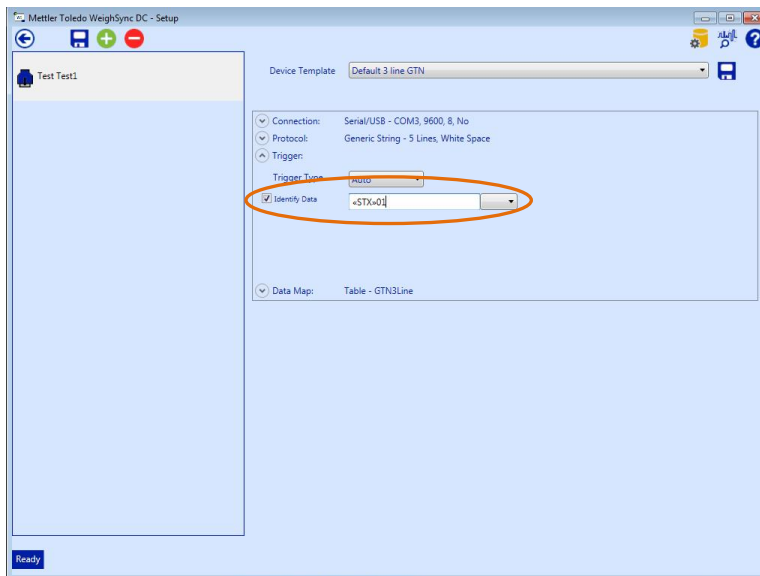 Mettler Toledo WeighSync DC - Setup
Test Test1
Device Template Default 3 line GTN
Connection: Serial/USB - COM3, 9600, 8, No
Protocol: Generic String - 5 Lines, White Space
Trigger:
Trigger Type Auto
Identify Data «STX»01
Data Map: Table - GTN3Line
Ready